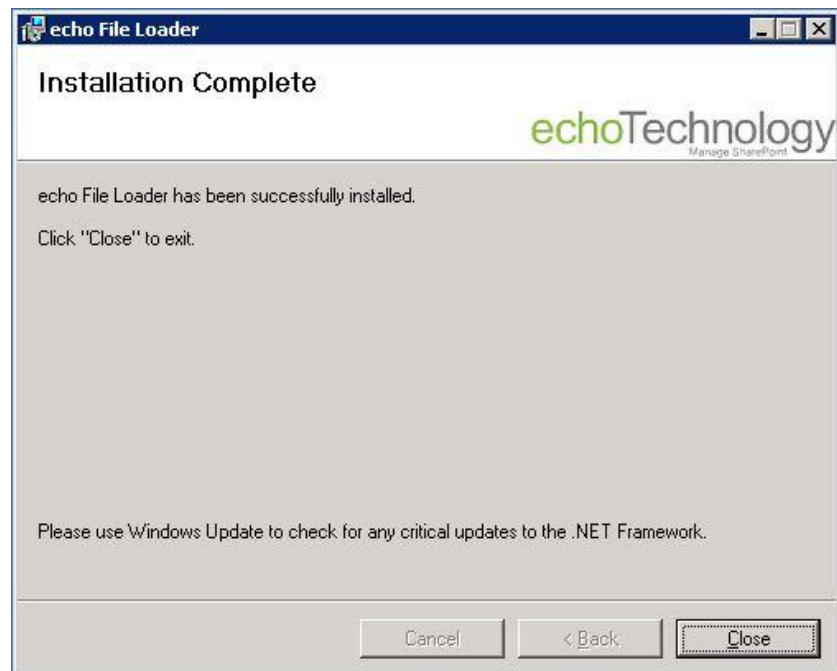 echo File Loader
Installation Complete
echoTechnology
Manage SharePoint
echo File Loader has been successfully installed.
Click "Close" to exit.
Please use Windows Update to check for any critical updates to the .NET Framework.
Cancel < Back Close